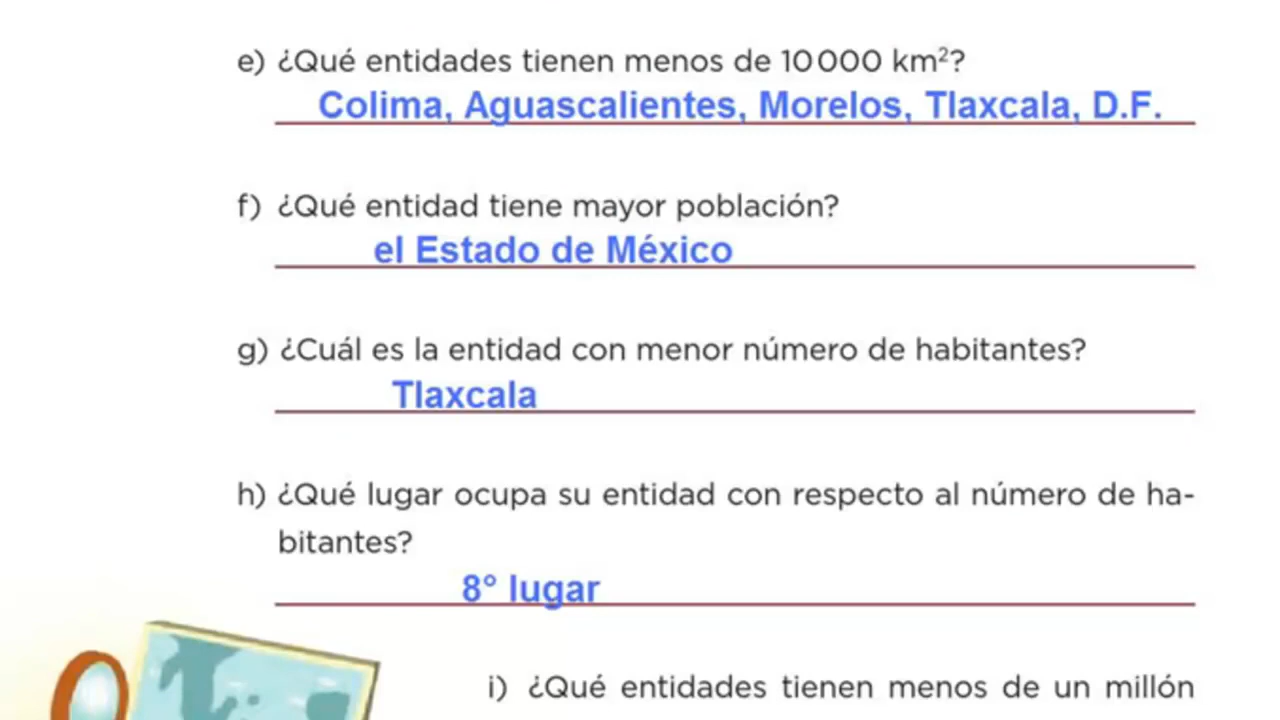 e) ¿Qué entidades tienen menos de 10 000 km²?
Colima, Aguascalientes, Morelos, Tlaxcala, D.F.
f) ¿Qué entidad tiene mayor población?
el Estado de México
g) ¿Cuál es la entidad con menor número de habitantes?
Tlaxcala
h) ¿Qué lugar ocupa su entidad con respecto al número de ha-
bitantes?
8° lugar
i) ¿Qué entidades tienen menos de un millón